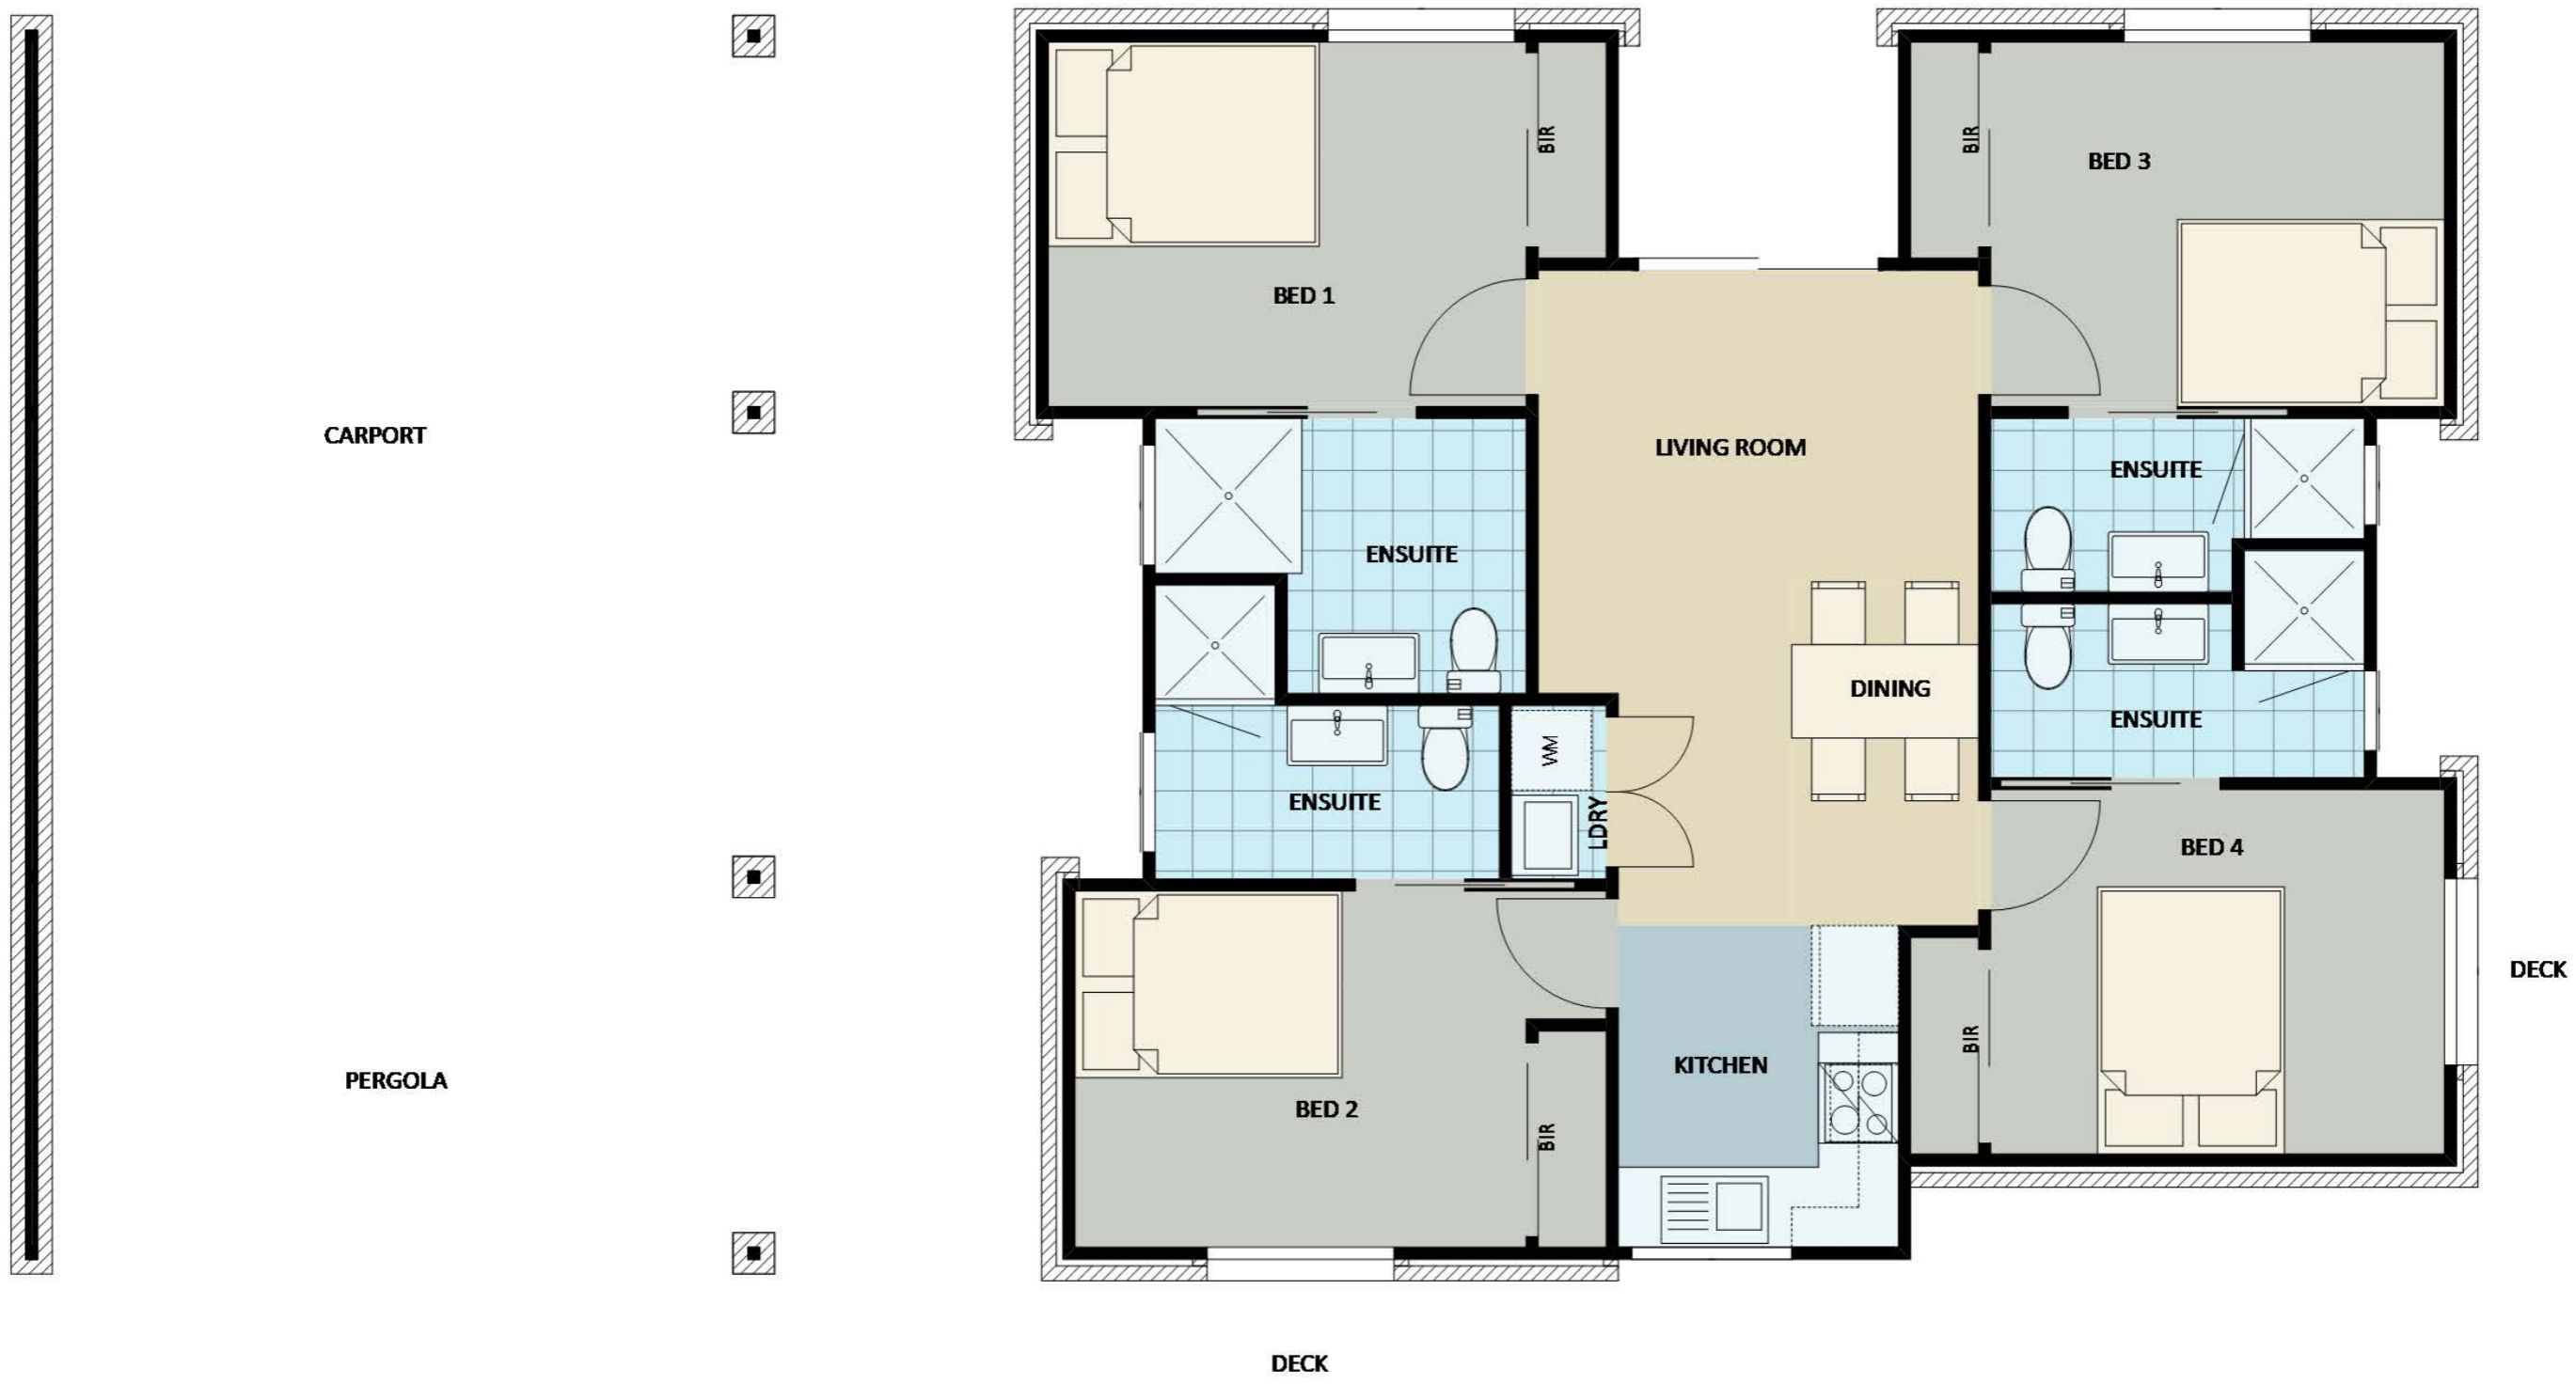 BIR
BIR
BED 3
BED 1
CARPORT
LIVING ROOM
ENSUITE
ENSUITE
DINING
ENSUITE
WM
ENSUITE
LDRY
BED 4
DECK
BIR
KITCHEN
PERGOLA
BED 2
BIR
DECK